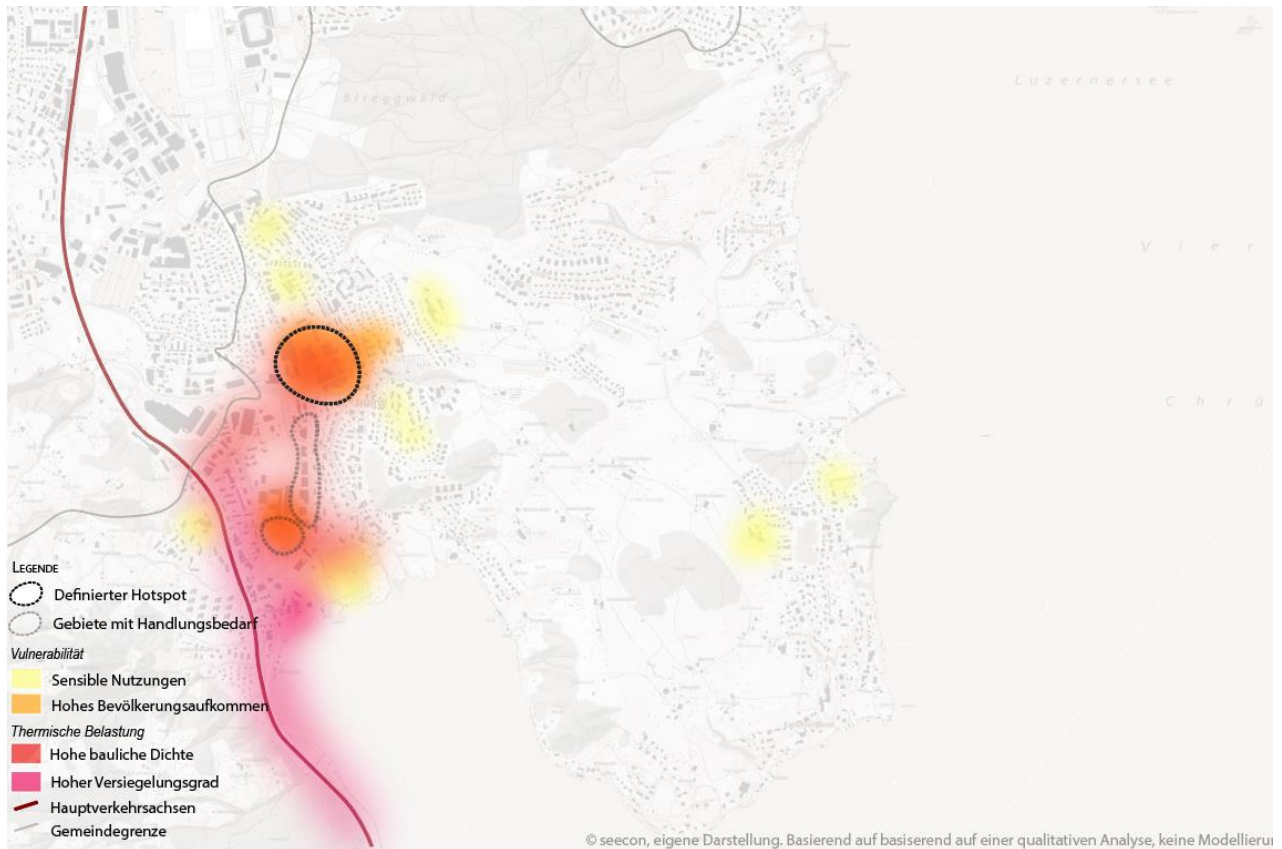 Luzernersee
Bireggwald
V i e r
C h r ü
LEGENDE
Definierter Hotspot
Gebiete mit Handlungsbedarf
Vulnerabilität
Sensible Nutzungen
Hohes Bevölkerungsaufkommen
Thermische Belastung
Hohe bauliche Dichte
Hoher Versiegelungsgrad
Hauptverkehrsachsen
Gemeindegrenze
© seecon, eigene Darstellung. Basierend auf basiserend auf einer qualitativen Analyse, keine Modellierun